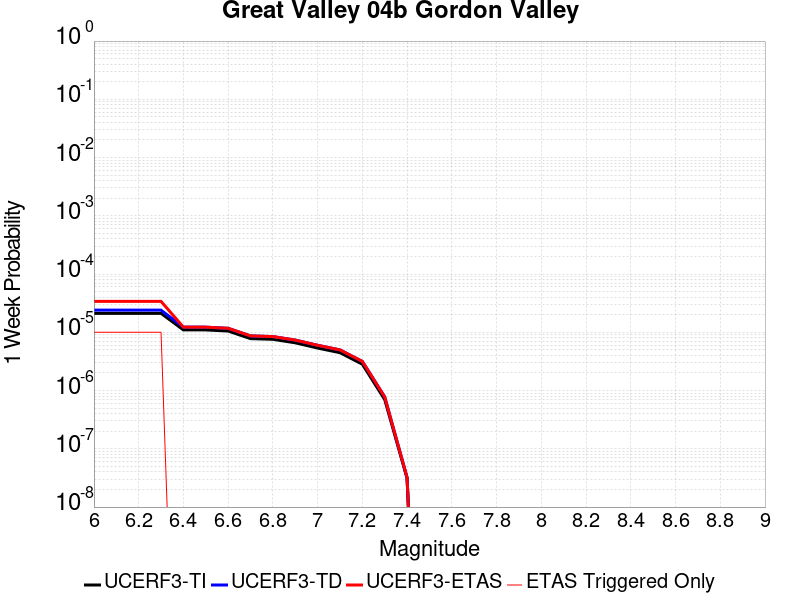 Great Valley 04b Gordon Valley
10^0
10^-1
10^-2
10^-3
10^-4
10^-5
10^-6
10^-7
10^-8
1 Week Probability
6 6.2 6.4 6.6 6.8 7 7.2 7.4 7.6 7.8 8 8.2 8.4 8.6 8.8 9
Magnitude
UCERF3-TI UCERF3-TD UCERF3-ETAS ETAS Triggered Only